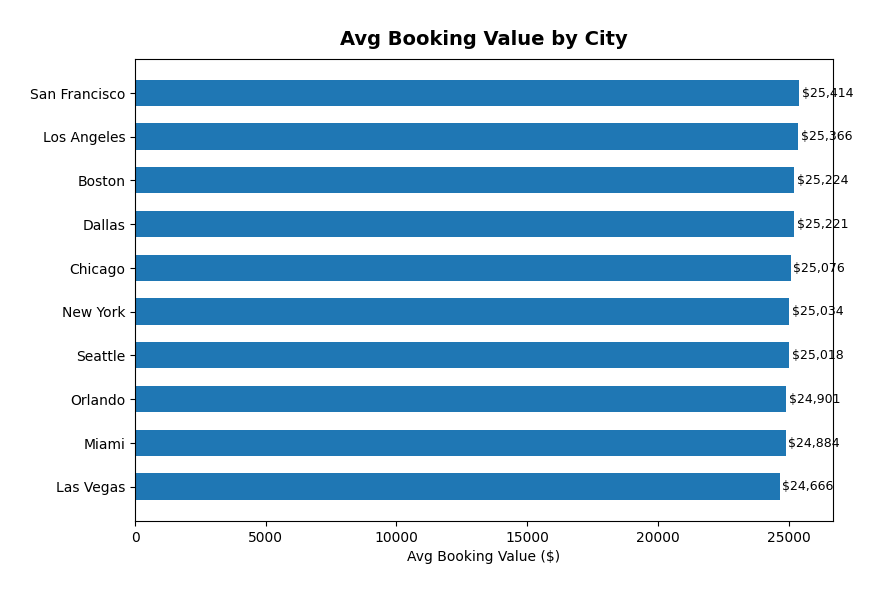 Avg Booking Value by City
San Francisco $25,414
Los Angeles $25,366
Boston $25,224
Dallas $25,221
Chicago $25,076
New York $25,034
Seattle $25,018
Orlando $24,901
Miami $24,884
Las Vegas $24,666
0 5000 10000 15000 20000 25000
Avg Booking Value ($)